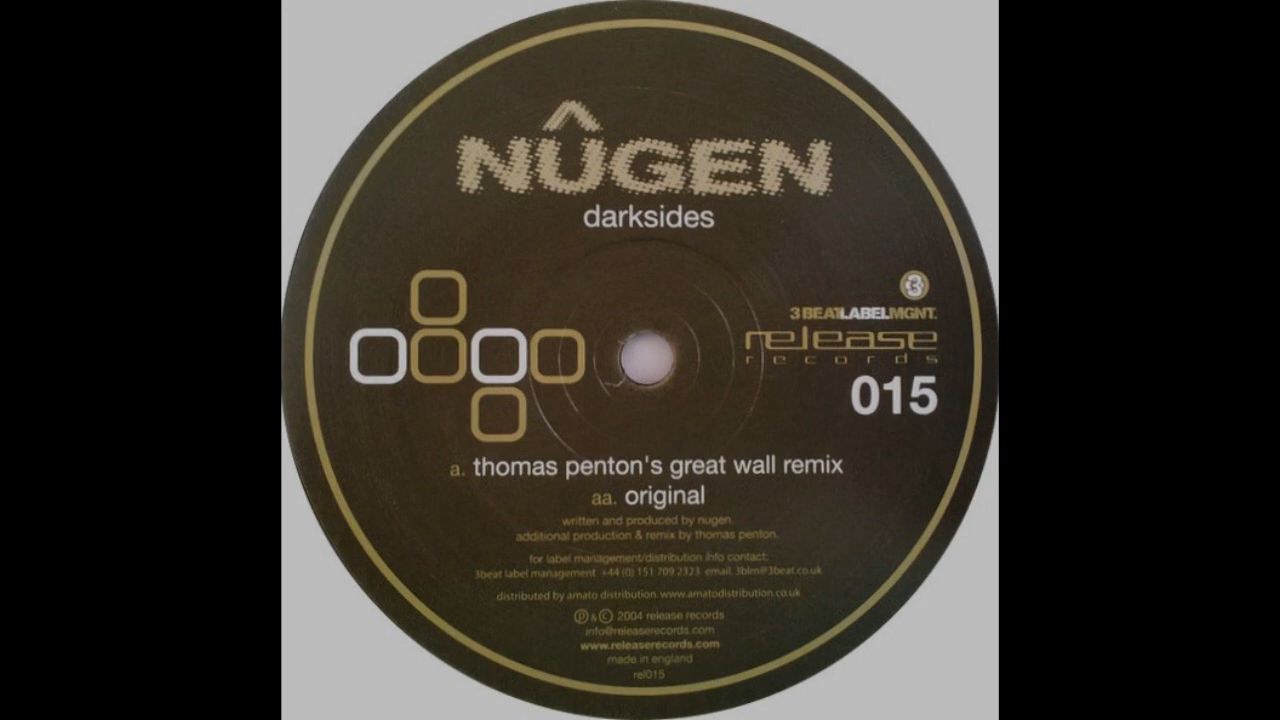 NÛGEN
darksides
3
3 BEATLABELMGNT.
release
records
015
a. thomas penton's great wall remix
aa. original
written and produced by nugen.
additional production & remix by thomas penton.
for label management/distribution info contact:
3beat label management +44 (0) 151 709 2323 email. 3blm@3beat.co.uk
distributed by amato distribution. www.amatodistribution.co.uk
℗ & © 2004 release records
info@releaserecords.com
www.releaserecords.com
made in england
rel015